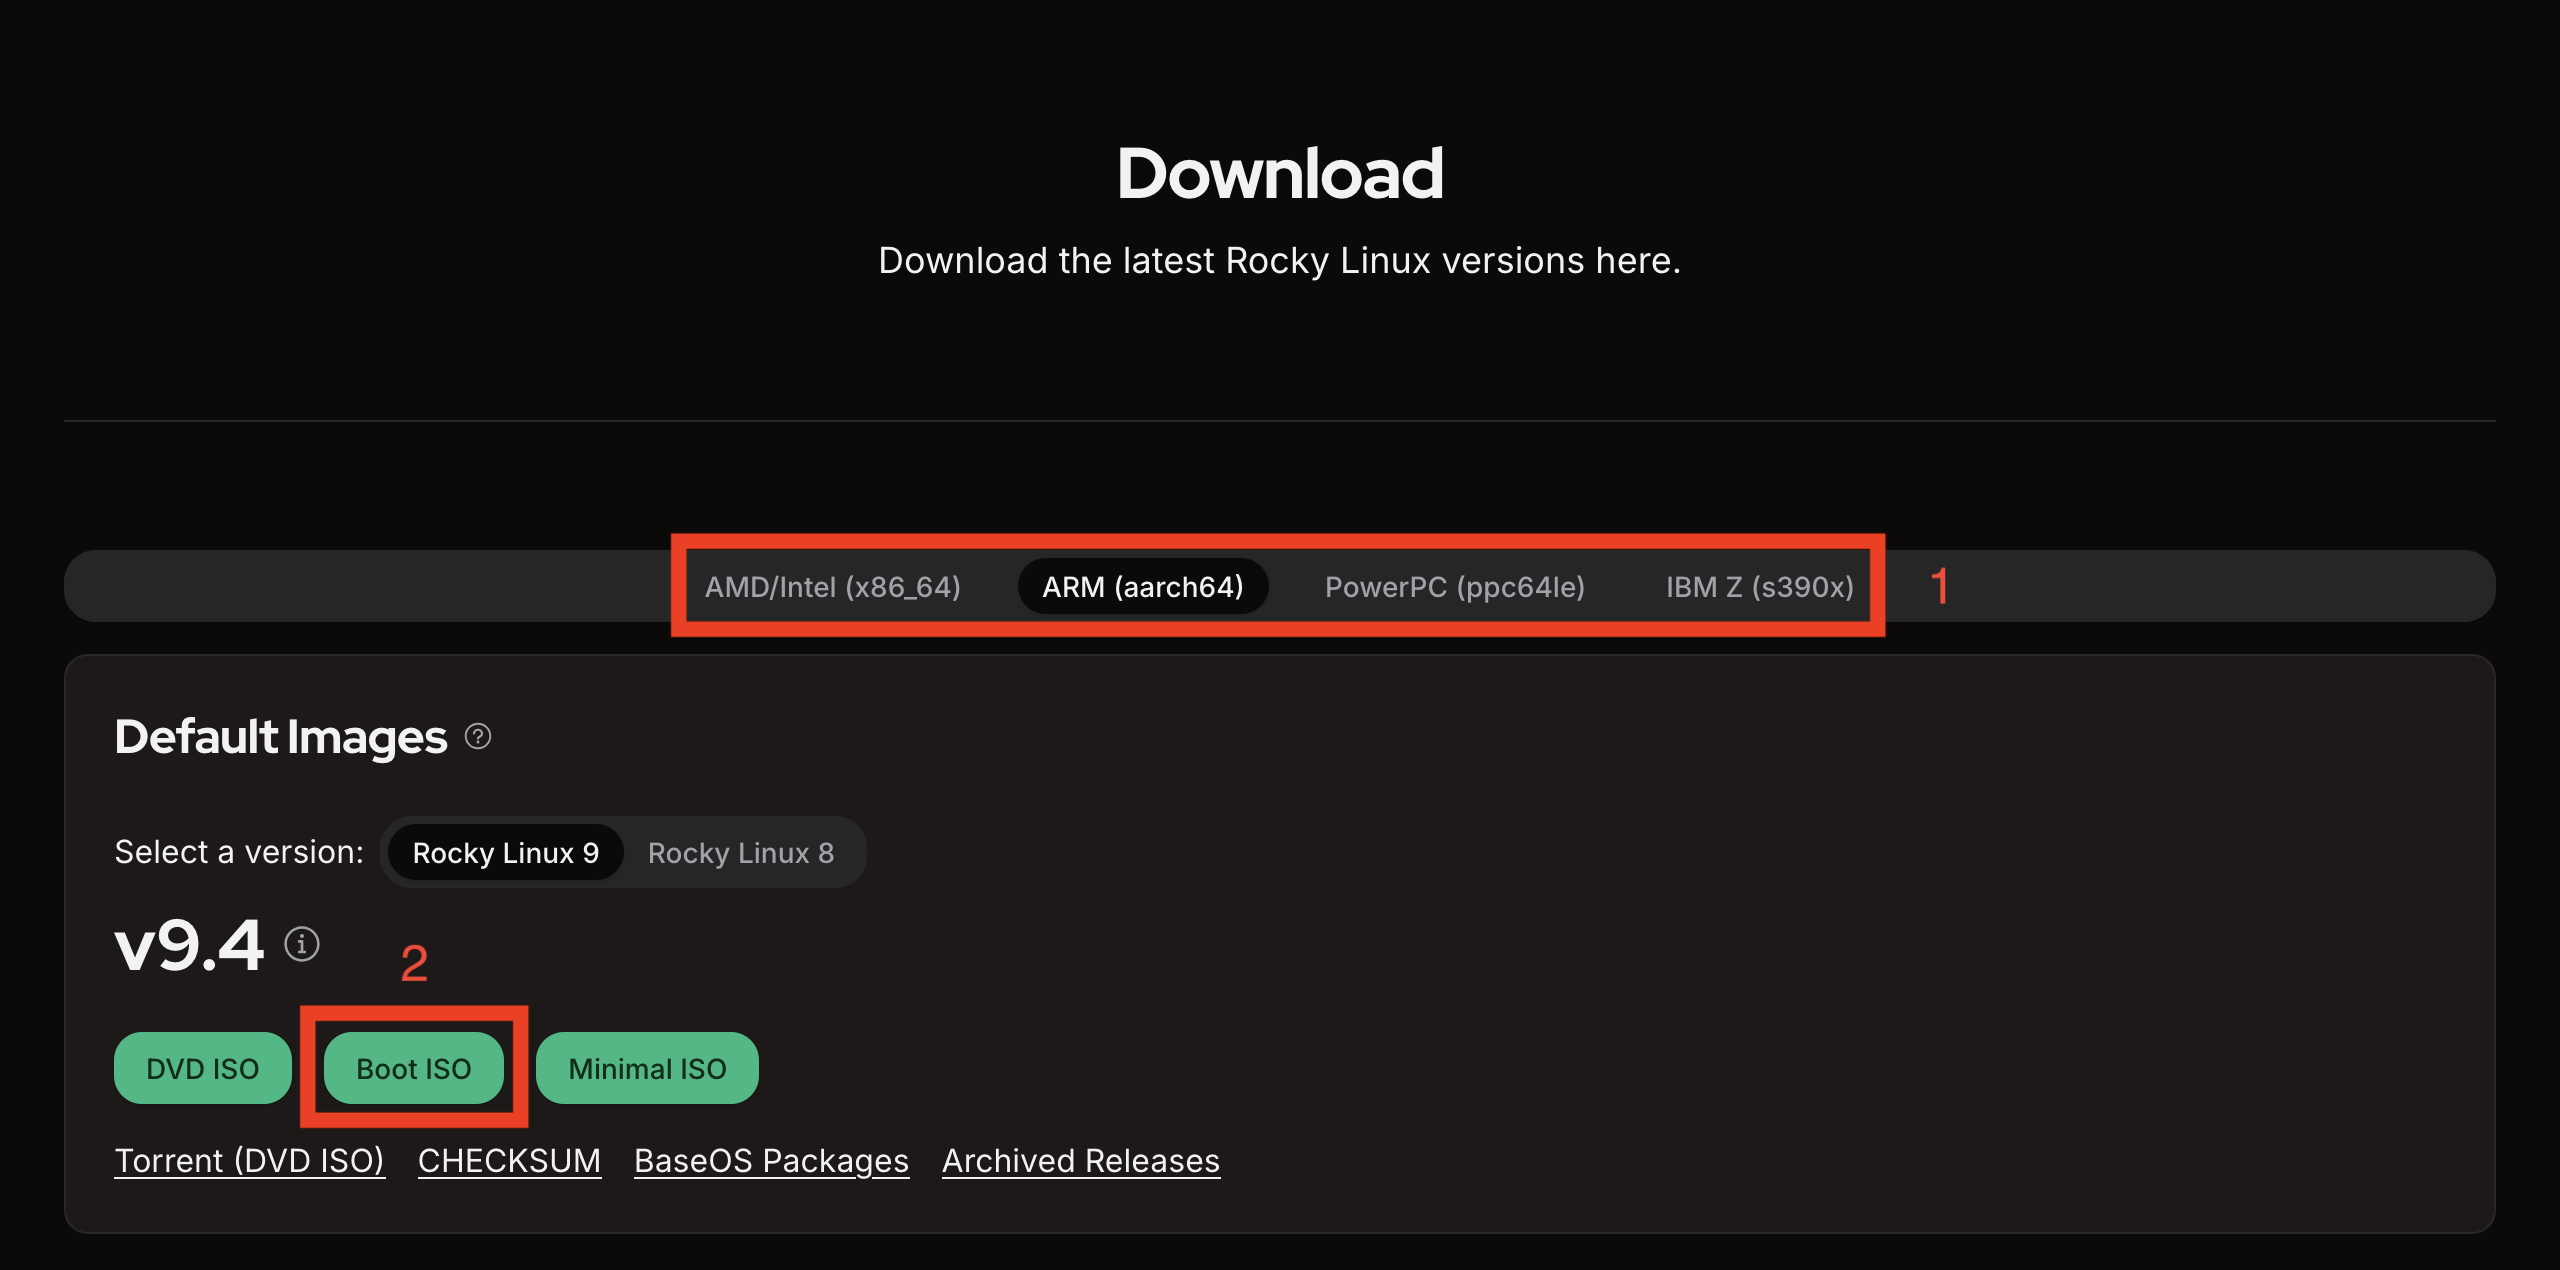 Download
Download the latest Rocky Linux versions here.
AMD/Intel (x86_64) ARM (aarch64) PowerPC (ppc64le) IBM Z (s390x) 1
Default Images ?
Select a version: Rocky Linux 9 Rocky Linux 8
v9.4 i
2
DVD ISO Boot ISO Minimal ISO
Torrent (DVD ISO) CHECKSUM BaseOS Packages Archived Releases